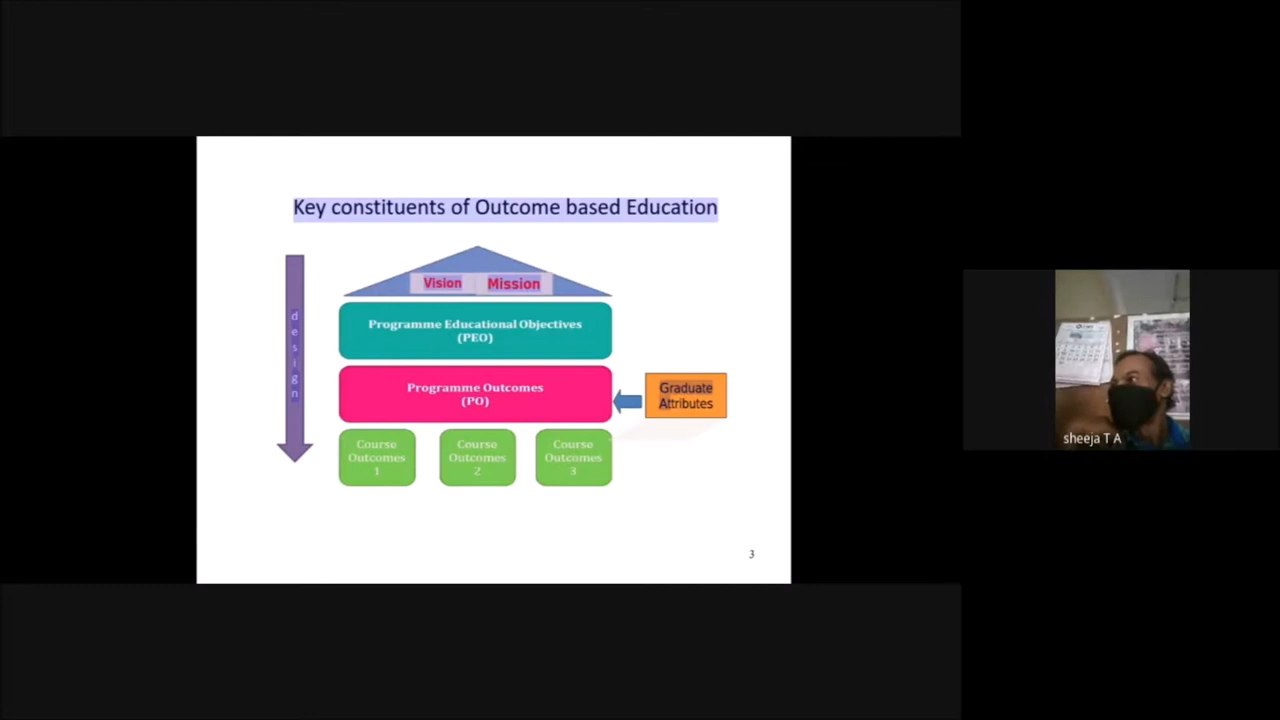 Key constituents of Outcome based Education
design
Vision Mission
Programme Educational Objectives
(PEO)
Programme Outcomes
(PO)
Graduate
Attributes
Course
Outcomes
1
Course
Outcomes
2
Course
Outcomes
3
3
sheeja T A